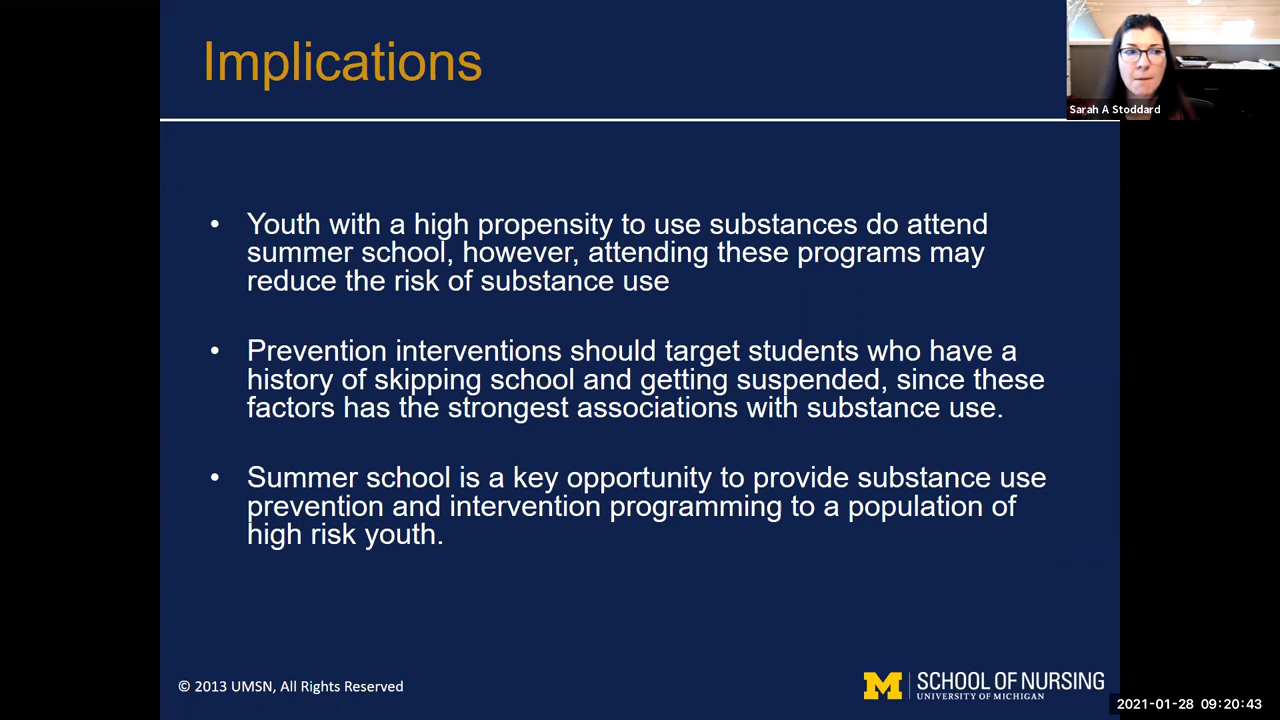 Implications
Sarah A Stoddard
• Youth with a high propensity to use substances do attend
summer school, however, attending these programs may
reduce the risk of substance use
• Prevention interventions should target students who have a
history of skipping school and getting suspended, since these
factors has the strongest associations with substance use.
• Summer school is a key opportunity to provide substance use
prevention and intervention programming to a population of
high risk youth.
© 2013 UMSN, All Rights Reserved
M SCHOOL OF NURSING
UNIVERSITY OF MICHIGAN
2021-01-28 09:20:43